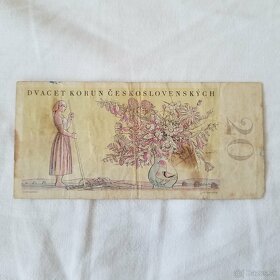 DVACET KORUN ČESKOSLOVENSKÝCH
20